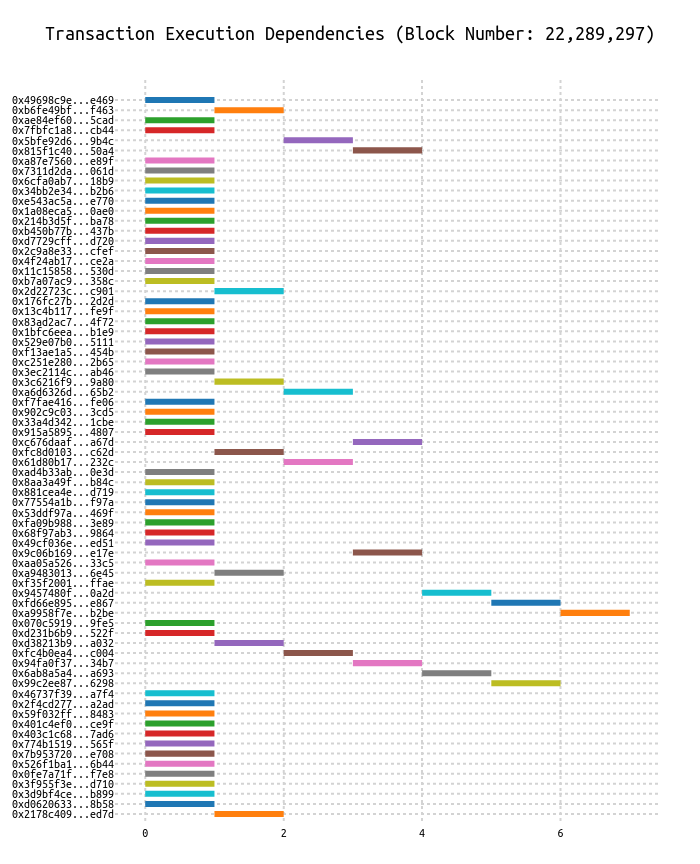 Transaction Execution Dependencies (Block Number: 22,289,297)
0x49698c9e...e469
0xb6fe49bf...f463
0xae84ef60...5cad
0x7fbfc1a8...cb44
0x5bfe92d6...9b4c
0x815f1c40...50a4
0xa87e7560...e89f
0x7311d2da...061d
0x6cfa0ab7...18b9
0x34bb2e34...b2b6
0xe543ac5a...e770
0x1a08eca5...0ae0
0x214b3d5f...ba78
0xb450b77b...437b
0xd7729cff...d720
0x2c9a8e33...cfef
0x4f24ab17...ce2a
0x11c15858...530d
0xb7a07ac9...358c
0x2d22723c...c901
0x176fc27b...2d2d
0x13c4b117...fe9f
0x83ad2ac7...4f72
0x1bfc6eea...b1e9
0x529e07b0...5111
0xf13ae1a5...454b
0xc251e280...2b65
0x3ec2114c...ab46
0x3c6216f9...9a80
0xa6d6326d...65b2
0xf7fae416...fe06
0x902c9c03...3cd5
0x33a4d342...1cbe
0x915a5895...4807
0xc676daaf...a67d
0xfc8d0103...c62d
0x61d80b17...232c
0xad4b33ab...0e3d
0x8aa3a49f...b84c
0x881cea4e...d719
0x77554a1b...f97a
0x53ddf97a...469f
0xfa09b988...3e89
0x68f97ab3...9864
0x49cf036e...ed51
0x9c06b169...e17e
0xaa05a526...33c5
0xa9483013...6e45
0xf35f2001...ffae
0x9457480f...0a2d
0xfd66e895...e867
0xa9958f7e...b2be
0x070c5919...9fe5
0xd231b6b9...522f
0xd38213b9...a032
0xfc4b0ea4...c004
0x94fa0f37...34b7
0x6ab8a5a4...a693
0x99c2ee87...6298
0x46737f39...a7f4
0x2f4cd277...a2ad
0x59f032ff...8483
0x401c4ef0...ce9f
0x403c1c68...7ad6
0x774b1519...565f
0x7b953720...e708
0x526f1ba1...6b44
0x0fe7a71f...f7e8
0x3f955f3e...d710
0x3d9bf4ce...b899
0xd0620633...8b58
0x2178c409...ed7d
0 2 4 6